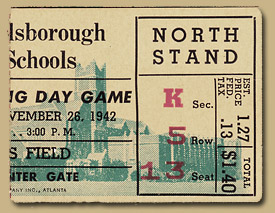 lsborough
Schools
NG DAY GAME
VEMBER 26, 1942
... 3:00 P. M.
S FIELD
NTER GATE
PANY INC., ATLANTA
NORTH
STAND
K Sec.
5 Row
13 Seat
EST. PRICE 1.27
FED. TAX .13
TOTAL $1.40